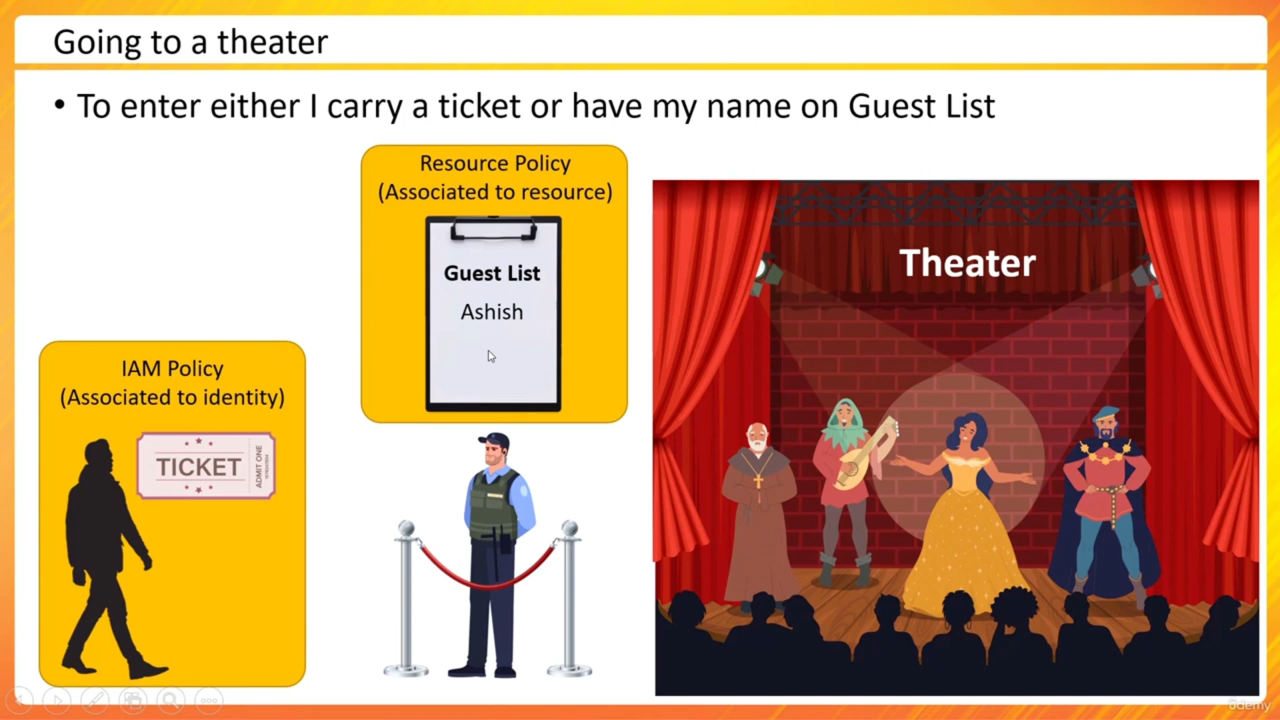 Going to a theater
• To enter either I carry a ticket or have my name on Guest List
Resource Policy
(Associated to resource)
Guest List
Ashish
Theater
IAM Policy
(Associated to identity)
TICKET
ADMIT ONE
ûdemy